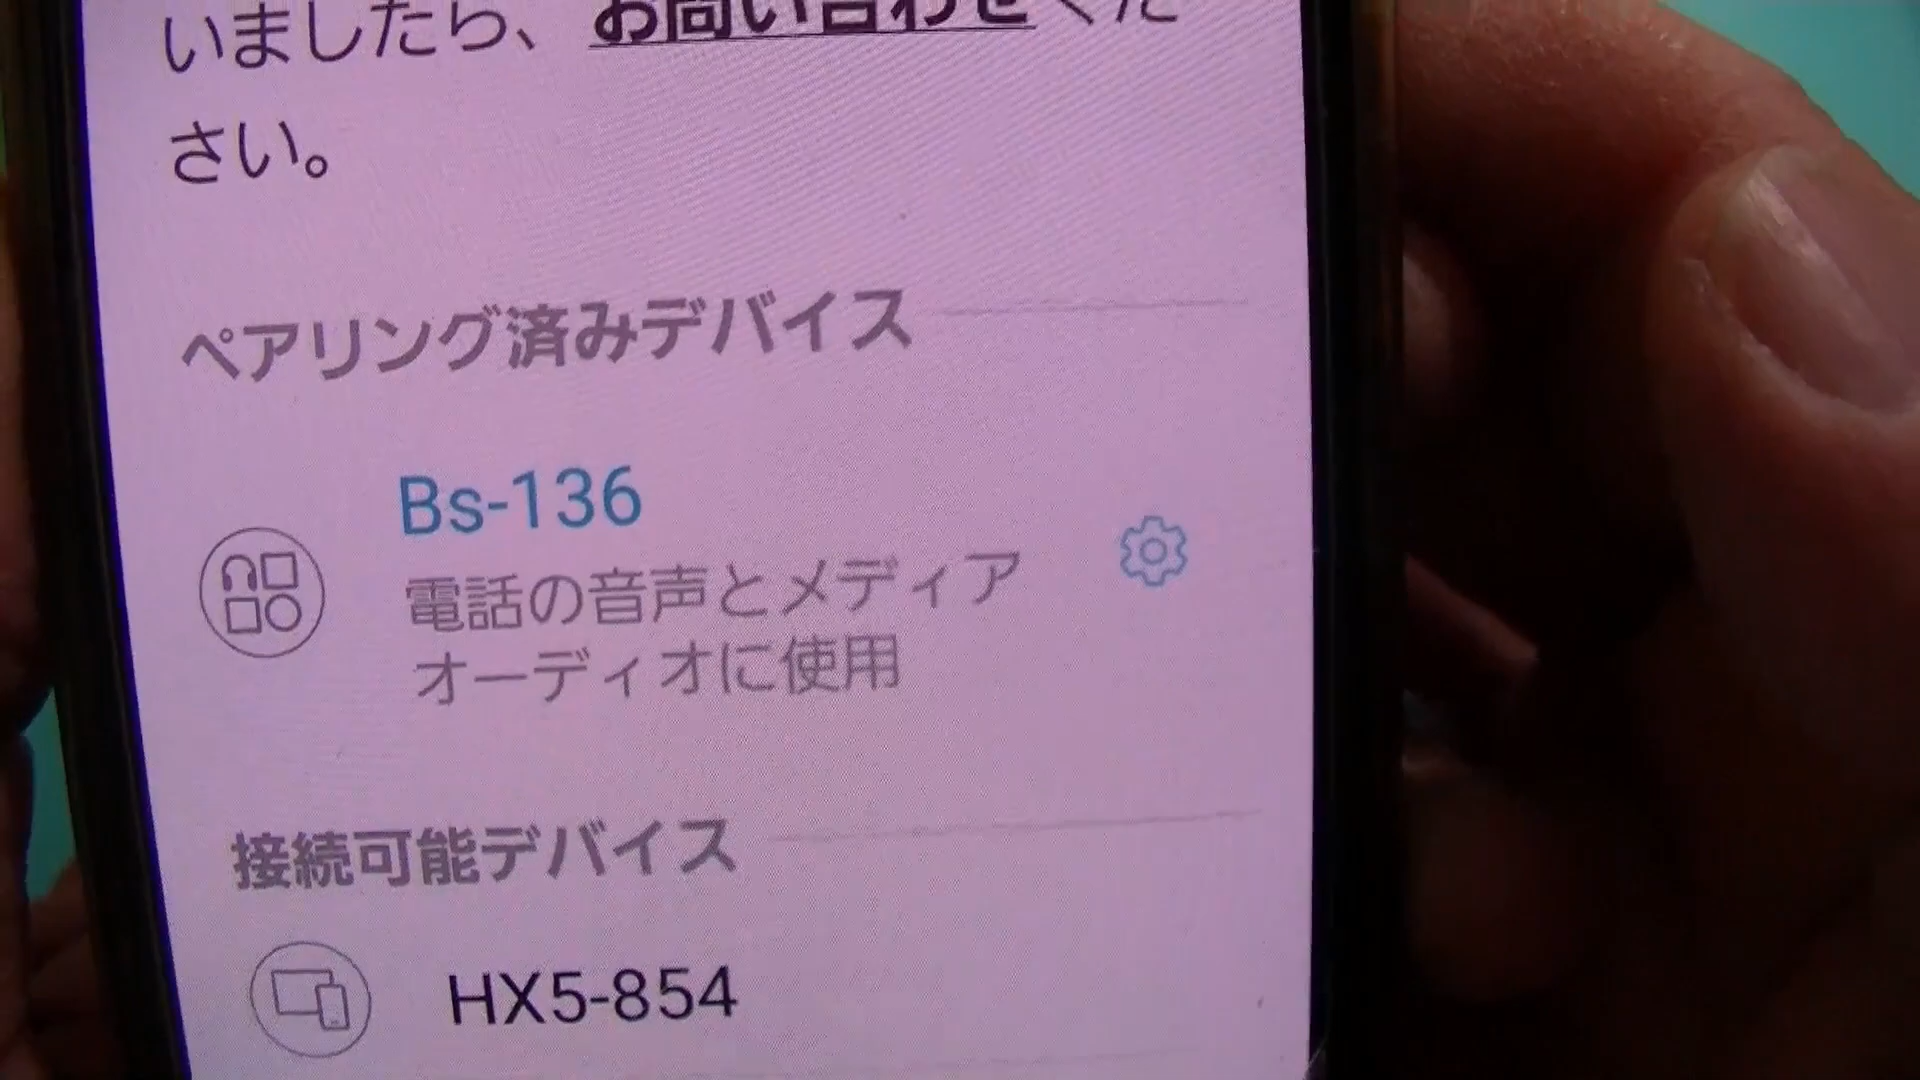 いましたら、お問い合わせくだ
さい。
ペアリング済みデバイス
Bs-136
電話の音声とメディア
オーディオに使用
接続可能デバイス
HX5-854